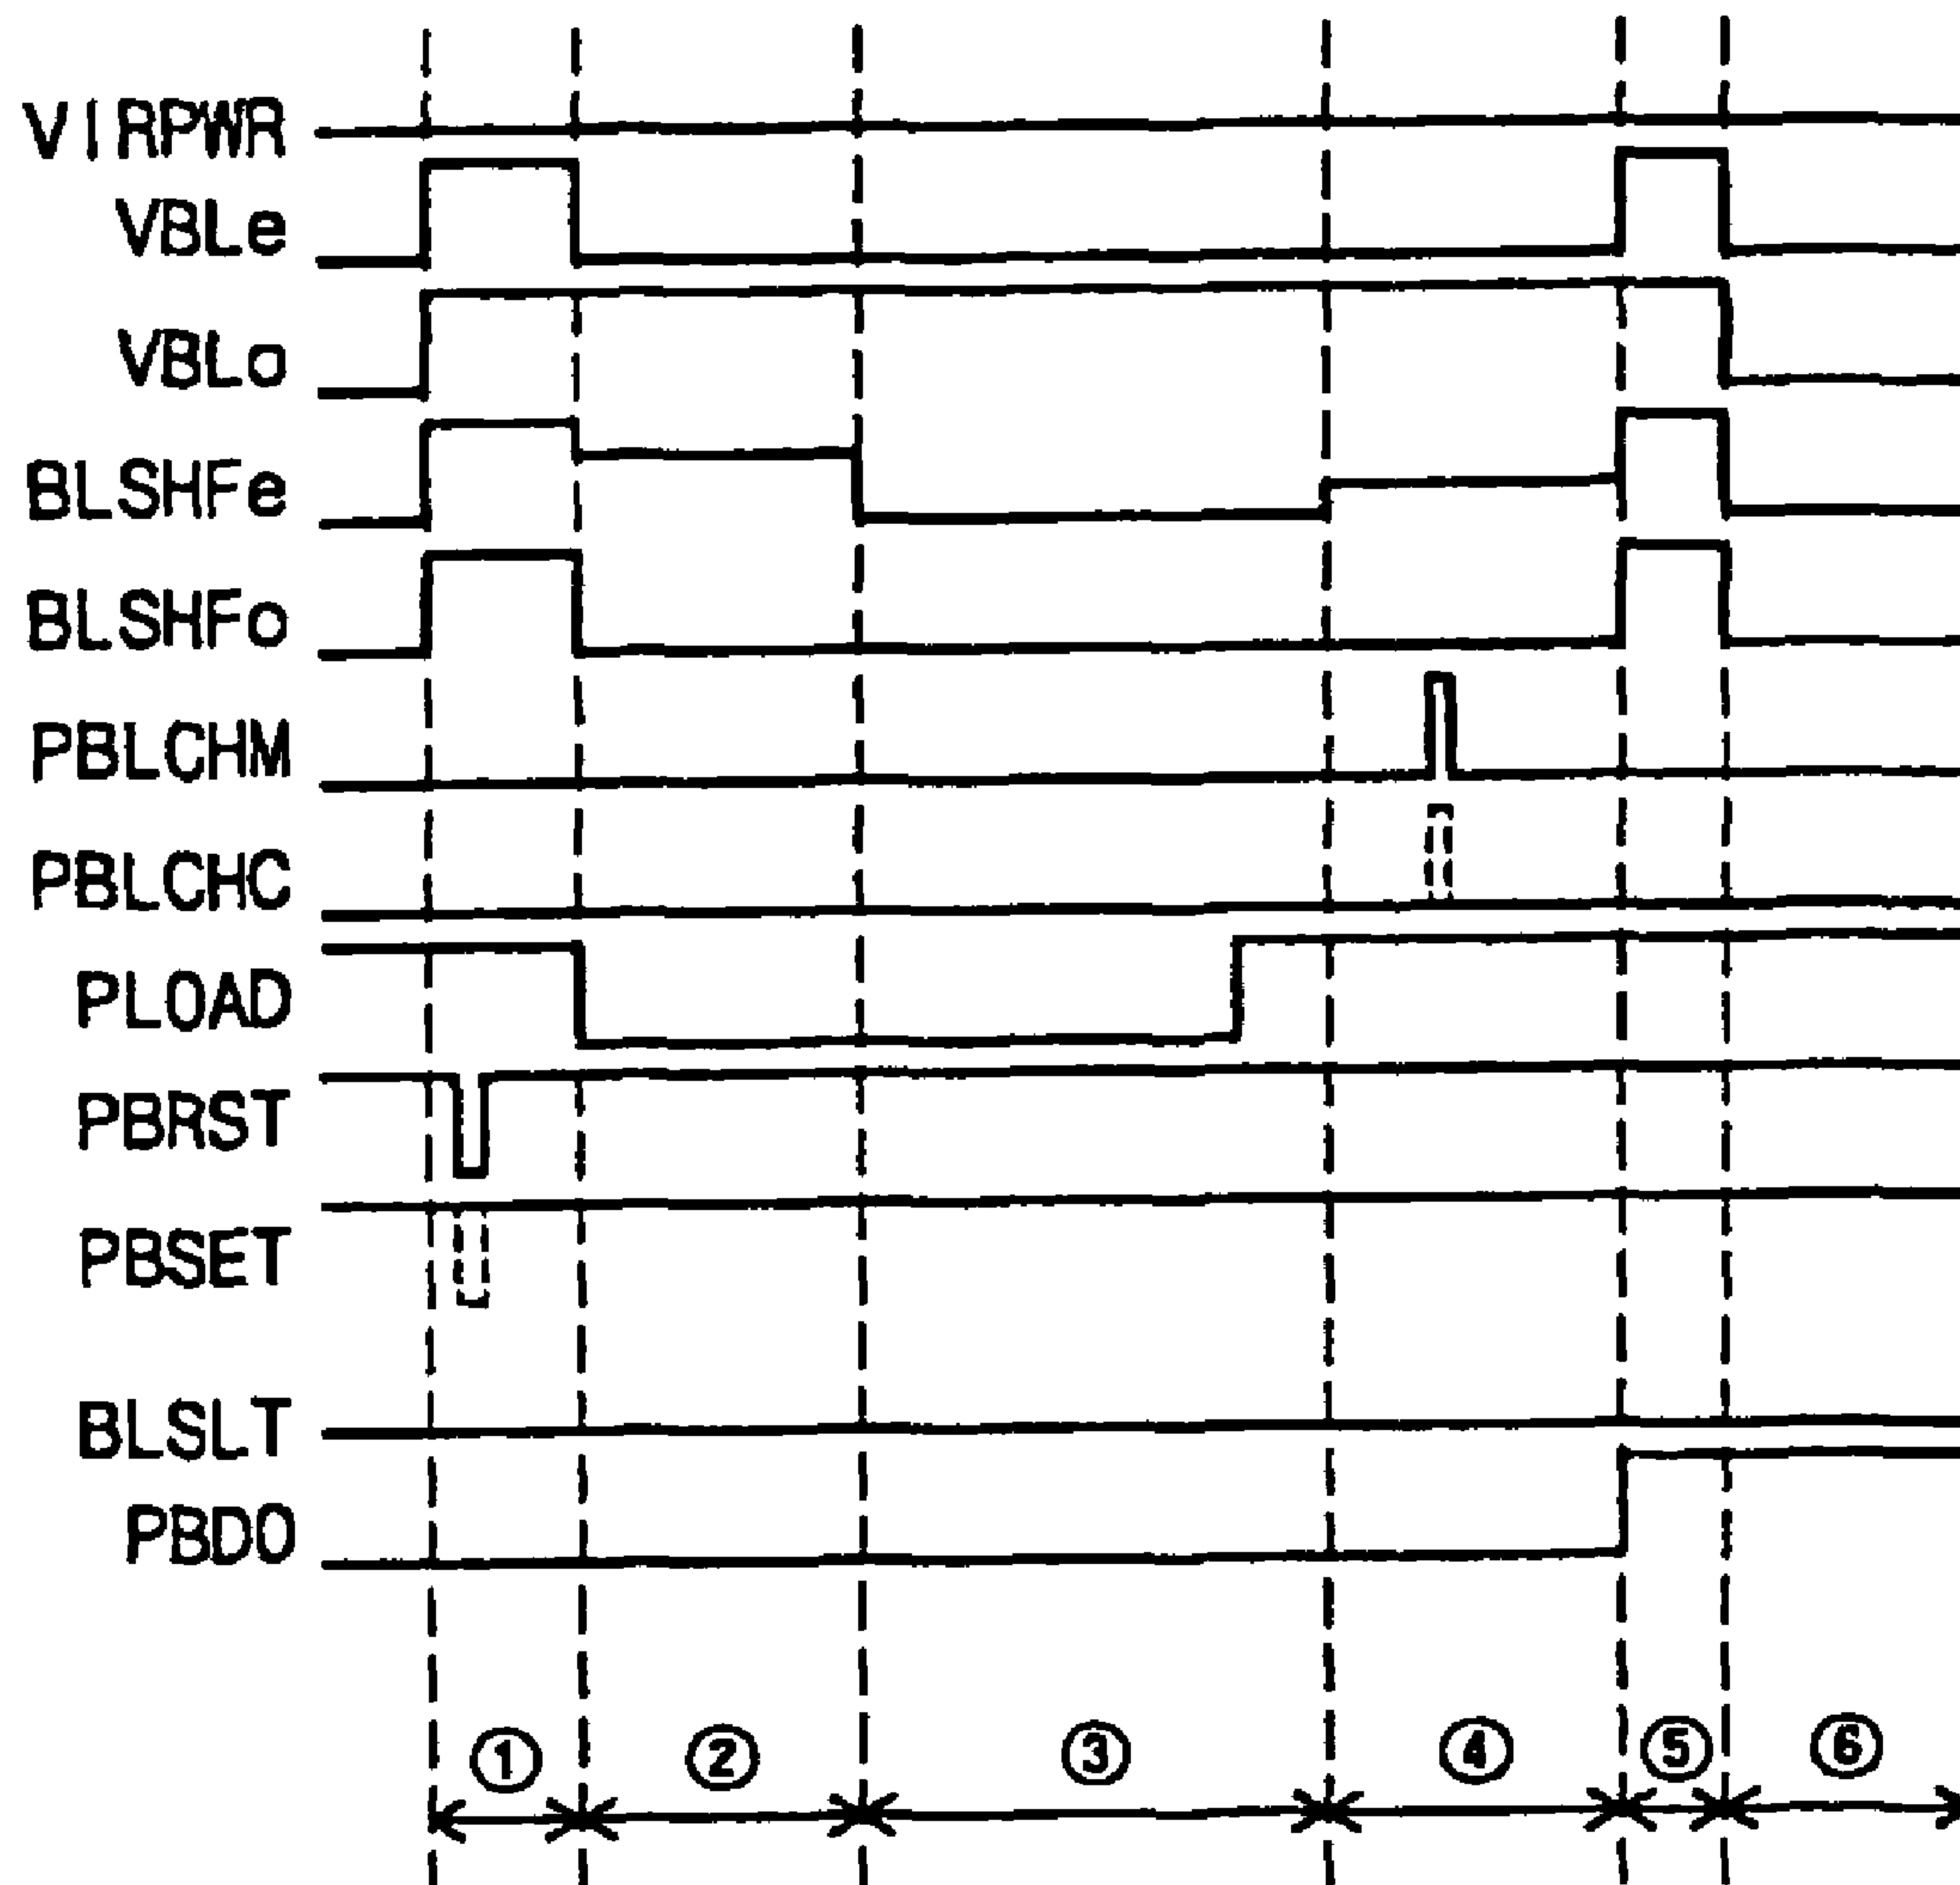 VIRPWR
VBLe
VBLo
BLSHFe
BLSHFo
PBLCHM
PBLCHC
PLOAD
PBRST
PBSET
BLSLT
PBDO
① ② ③ ④ ⑤ ⑥